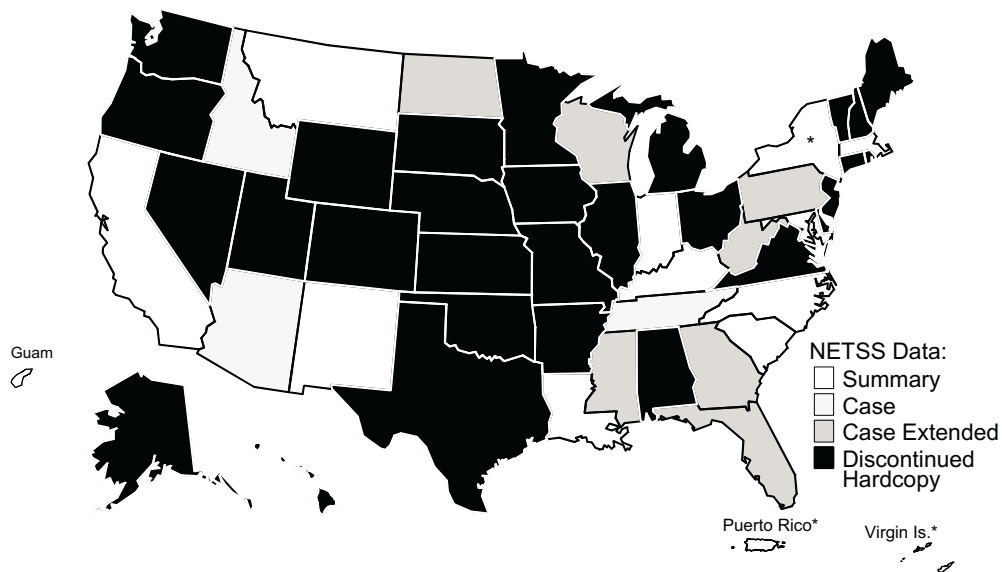 *
Guam
NETSS Data:
Summary
Case
Case Extended
Discontinued
Hardcopy
Puerto Rico*
Virgin Is.*